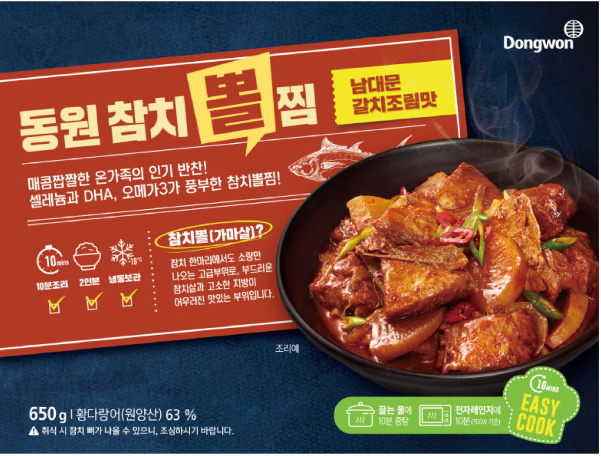 Dongwon
동원 참치 뽈찜
남대문
갈치조림맛
매콤짭짤한 온가족의 인기 반찬!
셀레늄과 DHA, 오메가3가 풍부한 참치뽈찜!
10 mins
-18℃
10분조리
2인분
냉동보관
참치뽈(가마살)?
참치 한마리에서도 소량만
나오는 고급부위로, 부드러운
참치살과 고소한 지방이
어우러진 맛있는 부위입니다.
조리예
650g | 황다랑어(원양산) 63 %
취식 시 참치 뼈가 나올 수 있으니, 조심하시기 바랍니다.
끓는 물에
10분 중탕
전자레인지에
10분 (700W 기준)
10 MINS
EASY
COOK